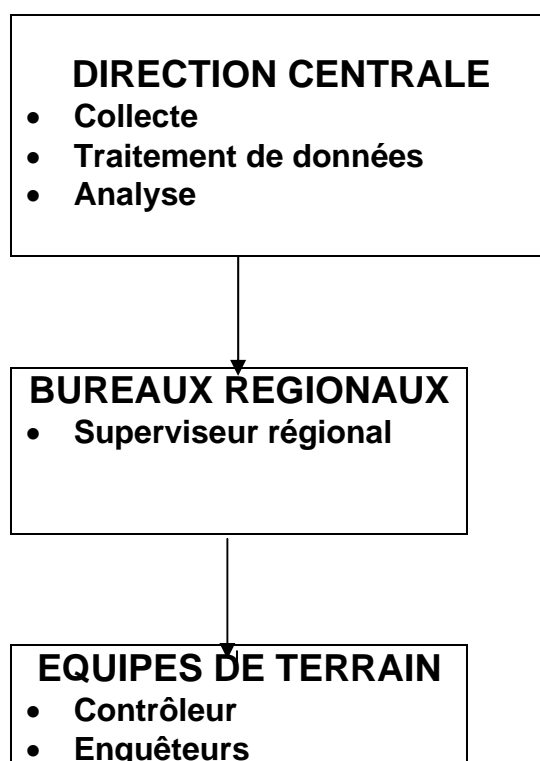 DIRECTION CENTRALE
• Collecte
• Traitement de données
• Analyse
BUREAUX REGIONAUX
• Superviseur régional
EQUIPES DE TERRAIN
• Contrôleur
• Enquêteurs